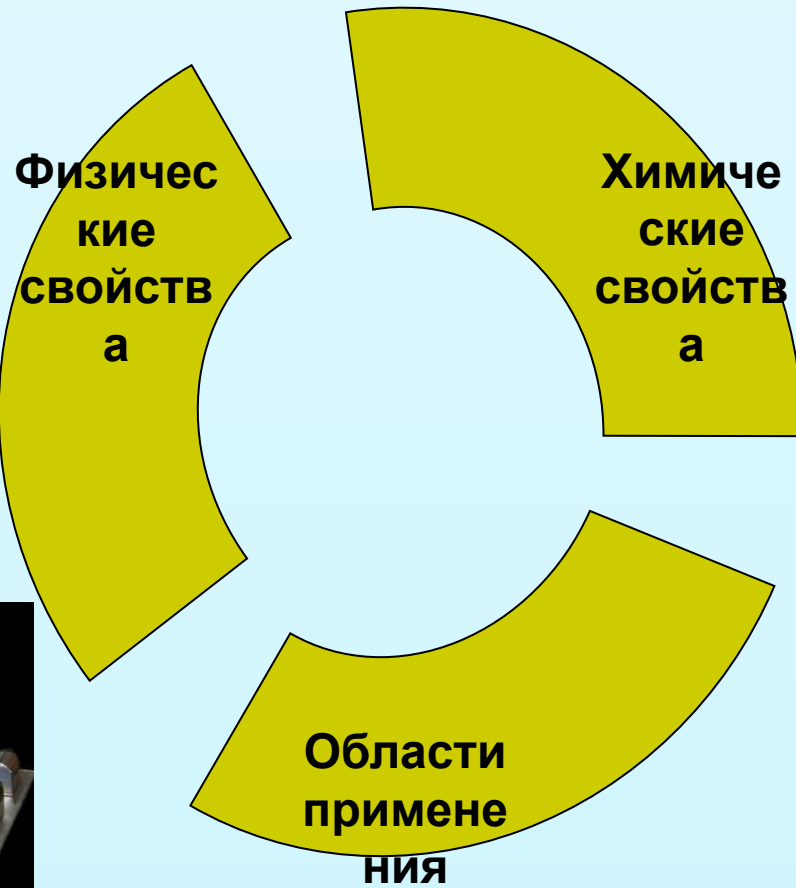 Физичес
кие
свойств
а
Химиче
ские
свойств
а
Области
примене
ния